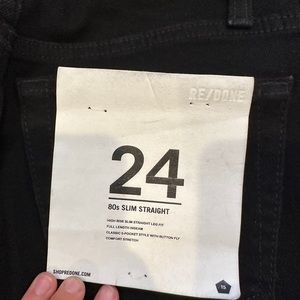 RE/DONE
24
80s SLIM STRAIGHT
HIGH RISE SLIM STRAIGHT LEG FIT
FULL LENGTH INSEAM
CLASSIC 5-POCKET STYLE WITH BUTTON FLY
COMFORT STRETCH
SHOPREDONE.COM
15